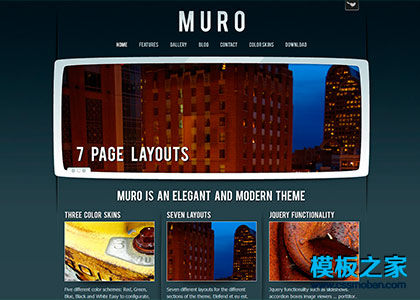 MURO
HOME FEATURES GALLERY BLOG CONTACT COLOR SKINS DOWNLOAD
7 PAGE LAYOUTS
MURO IS AN ELEGANT AND MODERN THEME
THREE COLOR SKINS SEVEN LAYOUTS JQUERY FUNCTIONALITY
Five different color schemes: Red, Green, Blue, Black and White Easy to configurate,
Seven different layouts for the different sections of the theme. Eleifend et eu est.
Jquery functionality such as slideshows, accordion boxes image viewers ... portfolio.
模板之家